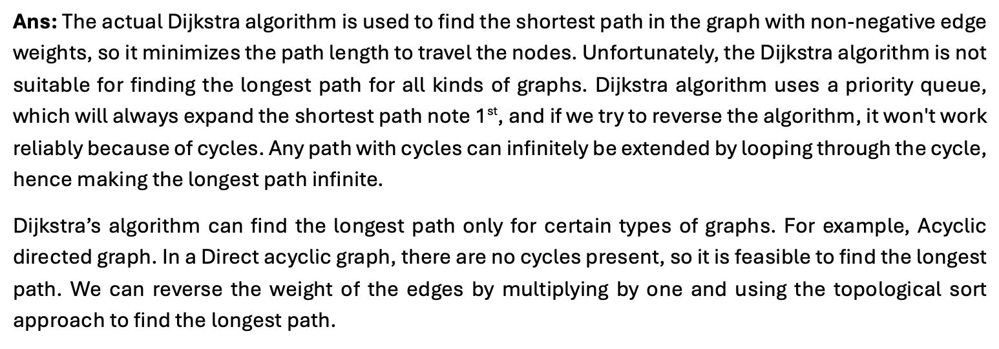 Ans: The actual Dijkstra algorithm is used to find the shortest path in the graph with non-negative edge
weights, so it minimizes the path length to travel the nodes. Unfortunately, the Dijkstra algorithm is not
suitable for finding the longest path for all kinds of graphs. Dijkstra algorithm uses a priority queue,
which will always expand the shortest path note 1st, and if we try to reverse the algorithm, it won't work
reliably because of cycles. Any path with cycles can infinitely be extended by looping through the cycle,
hence making the longest path infinite.
Dijkstra’s algorithm can find the longest path only for certain types of graphs. For example, Acyclic
directed graph. In a Direct acyclic graph, there are no cycles present, so it is feasible to find the longest
path. We can reverse the weight of the edges by multiplying by one and using the topological sort
approach to find the longest path.